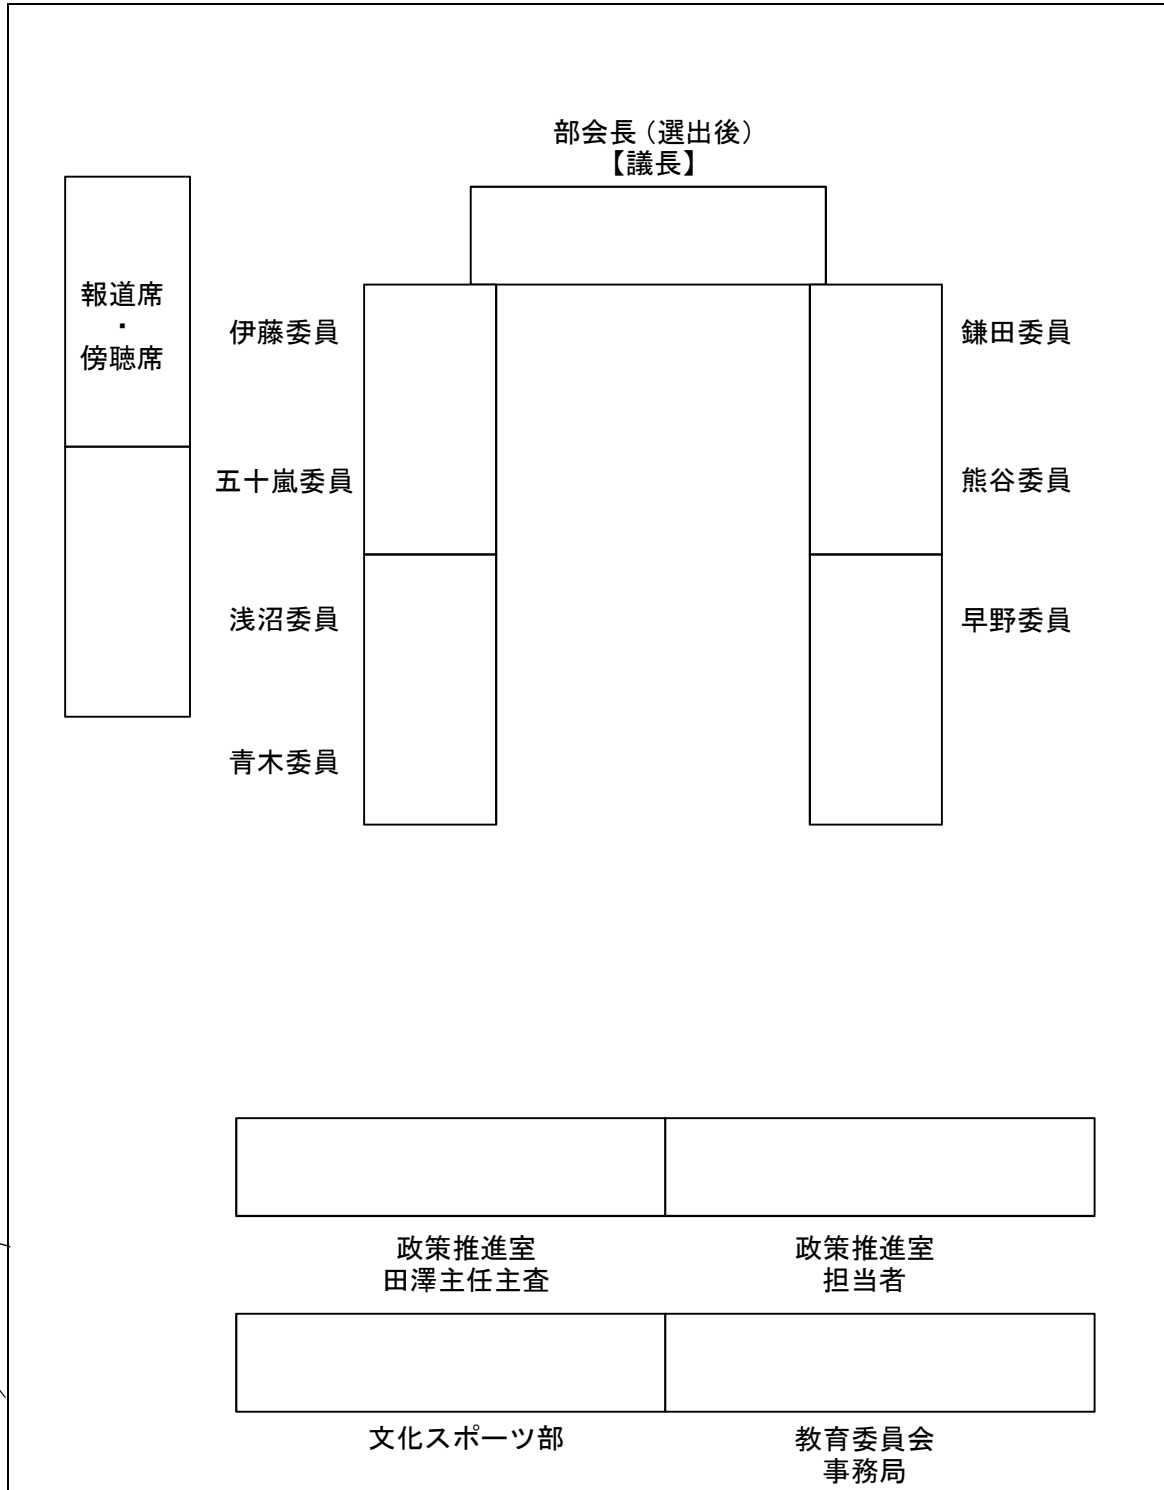 部会長（選出後）
【議長】
報道席
・
傍聴席
伊藤委員
鎌田委員
五十嵐委員
熊谷委員
浅沼委員
早野委員
青木委員
政策推進室
田澤主任主査
政策推進室
担当者
文化スポーツ部
教育委員会
事務局